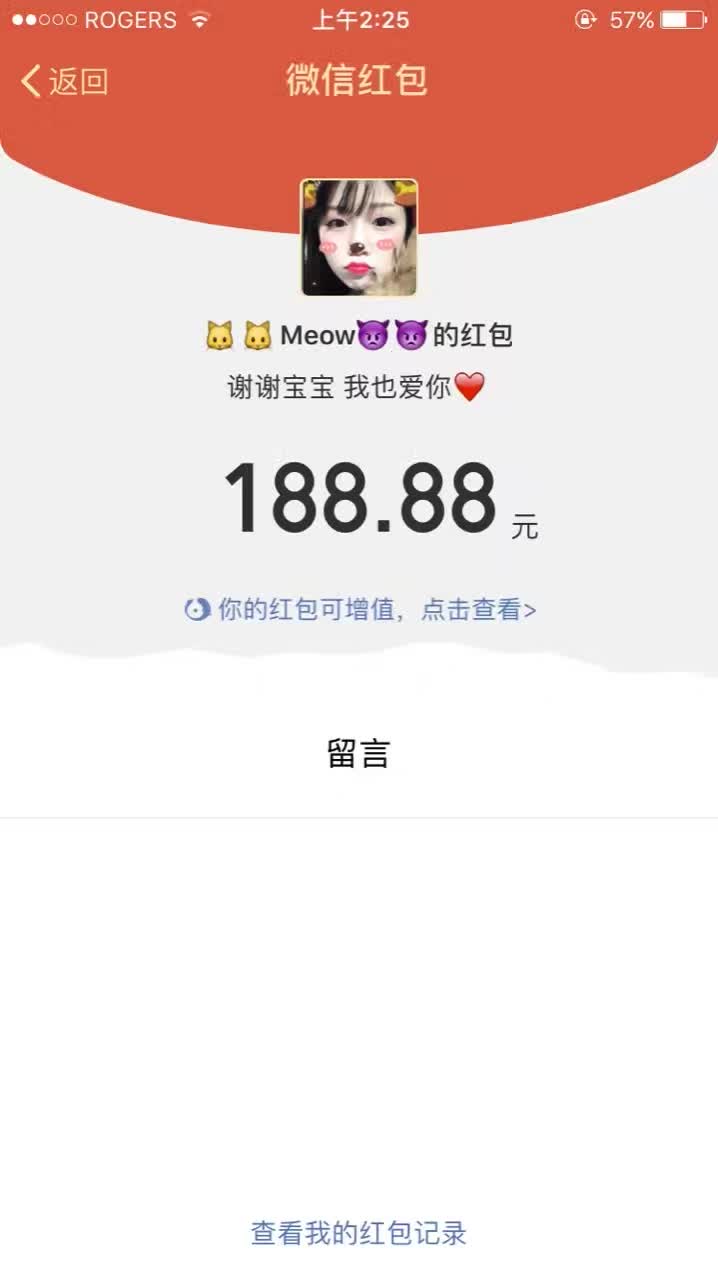 ROGERS 上午2:25 57%
返回 微信红包
🐱🐱Meow👿👿的红包
谢谢宝宝 我也爱你❤️
188.88 元
你的红包可增值，点击查看>
留言
查看我的红包记录